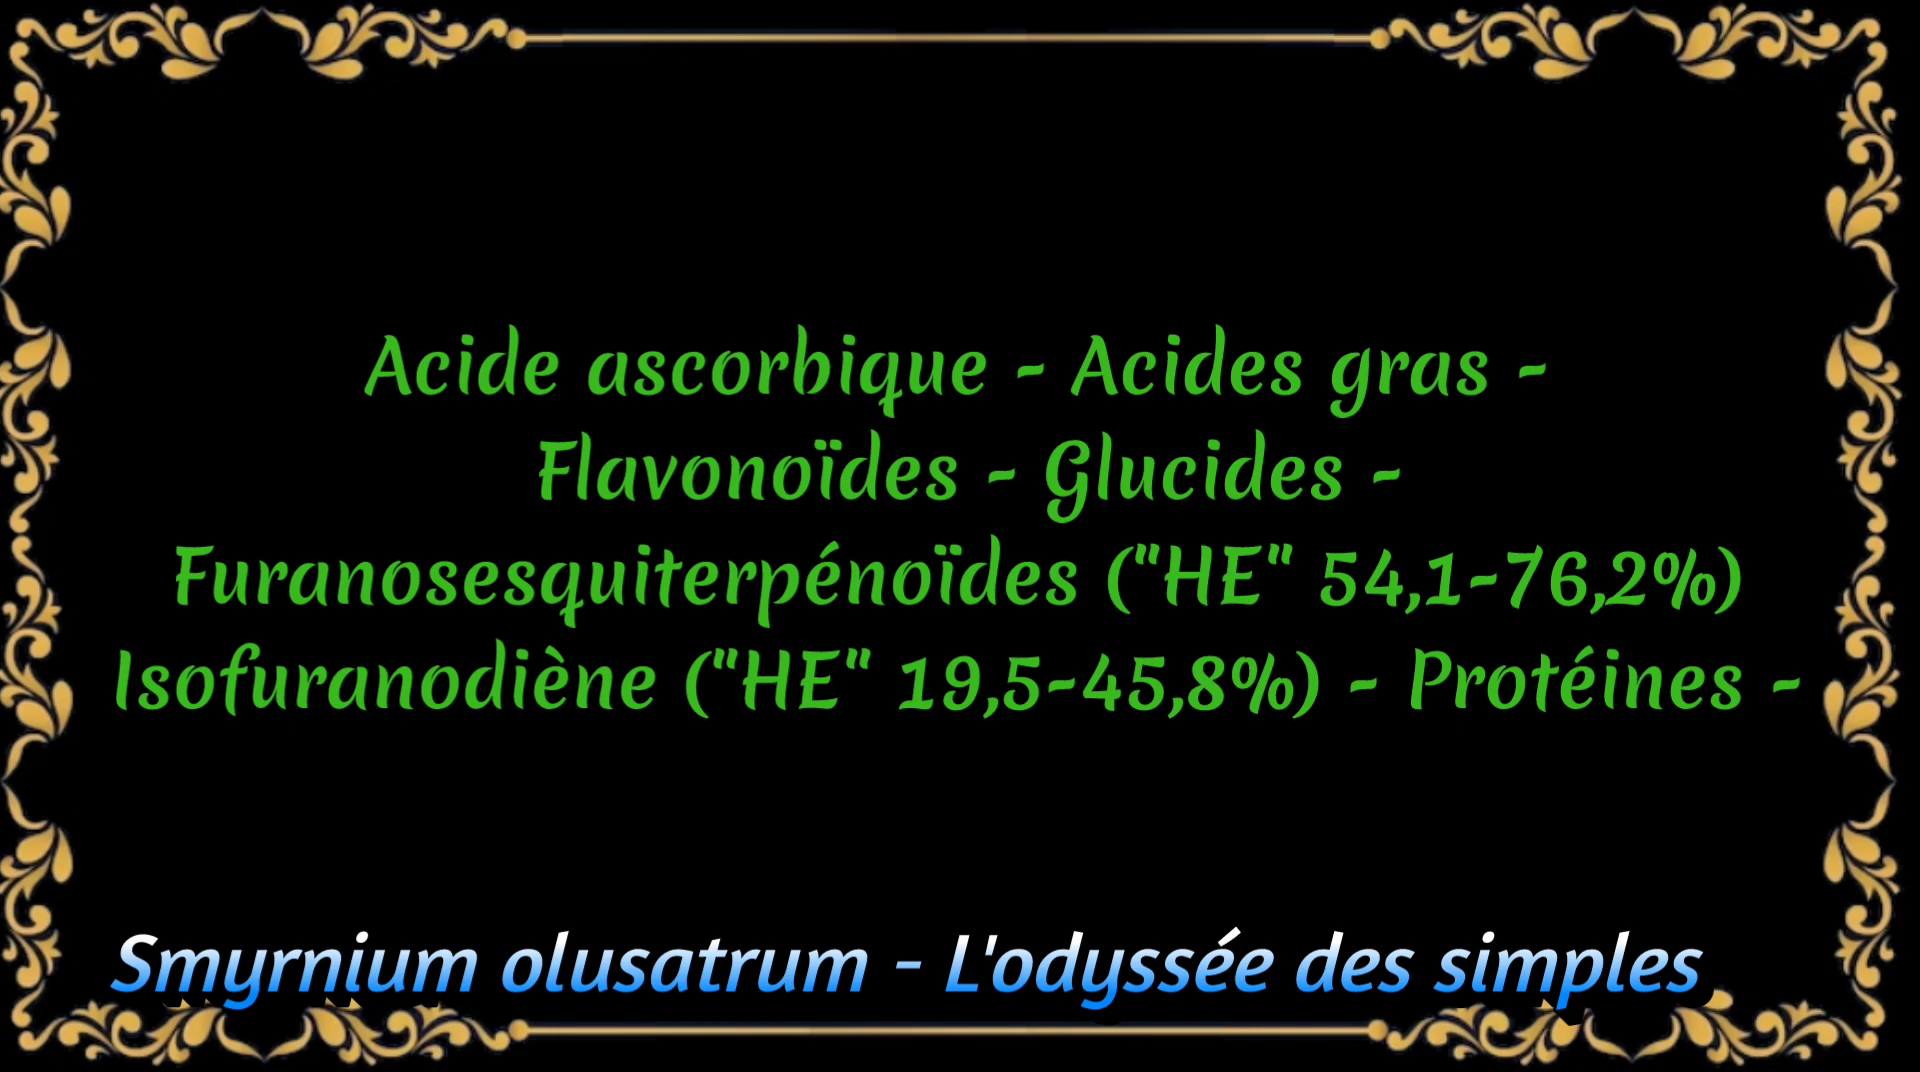 Acide ascorbique - Acides gras -
Flavonoïdes - Glucides -
Furanosesquiterpénoïdes ("HE" 54,1-76,2%)
Isofuranodiène ("HE" 19,5-45,8%) - Protéines -
Smyrnium olusatrum - L'odyssée des simples